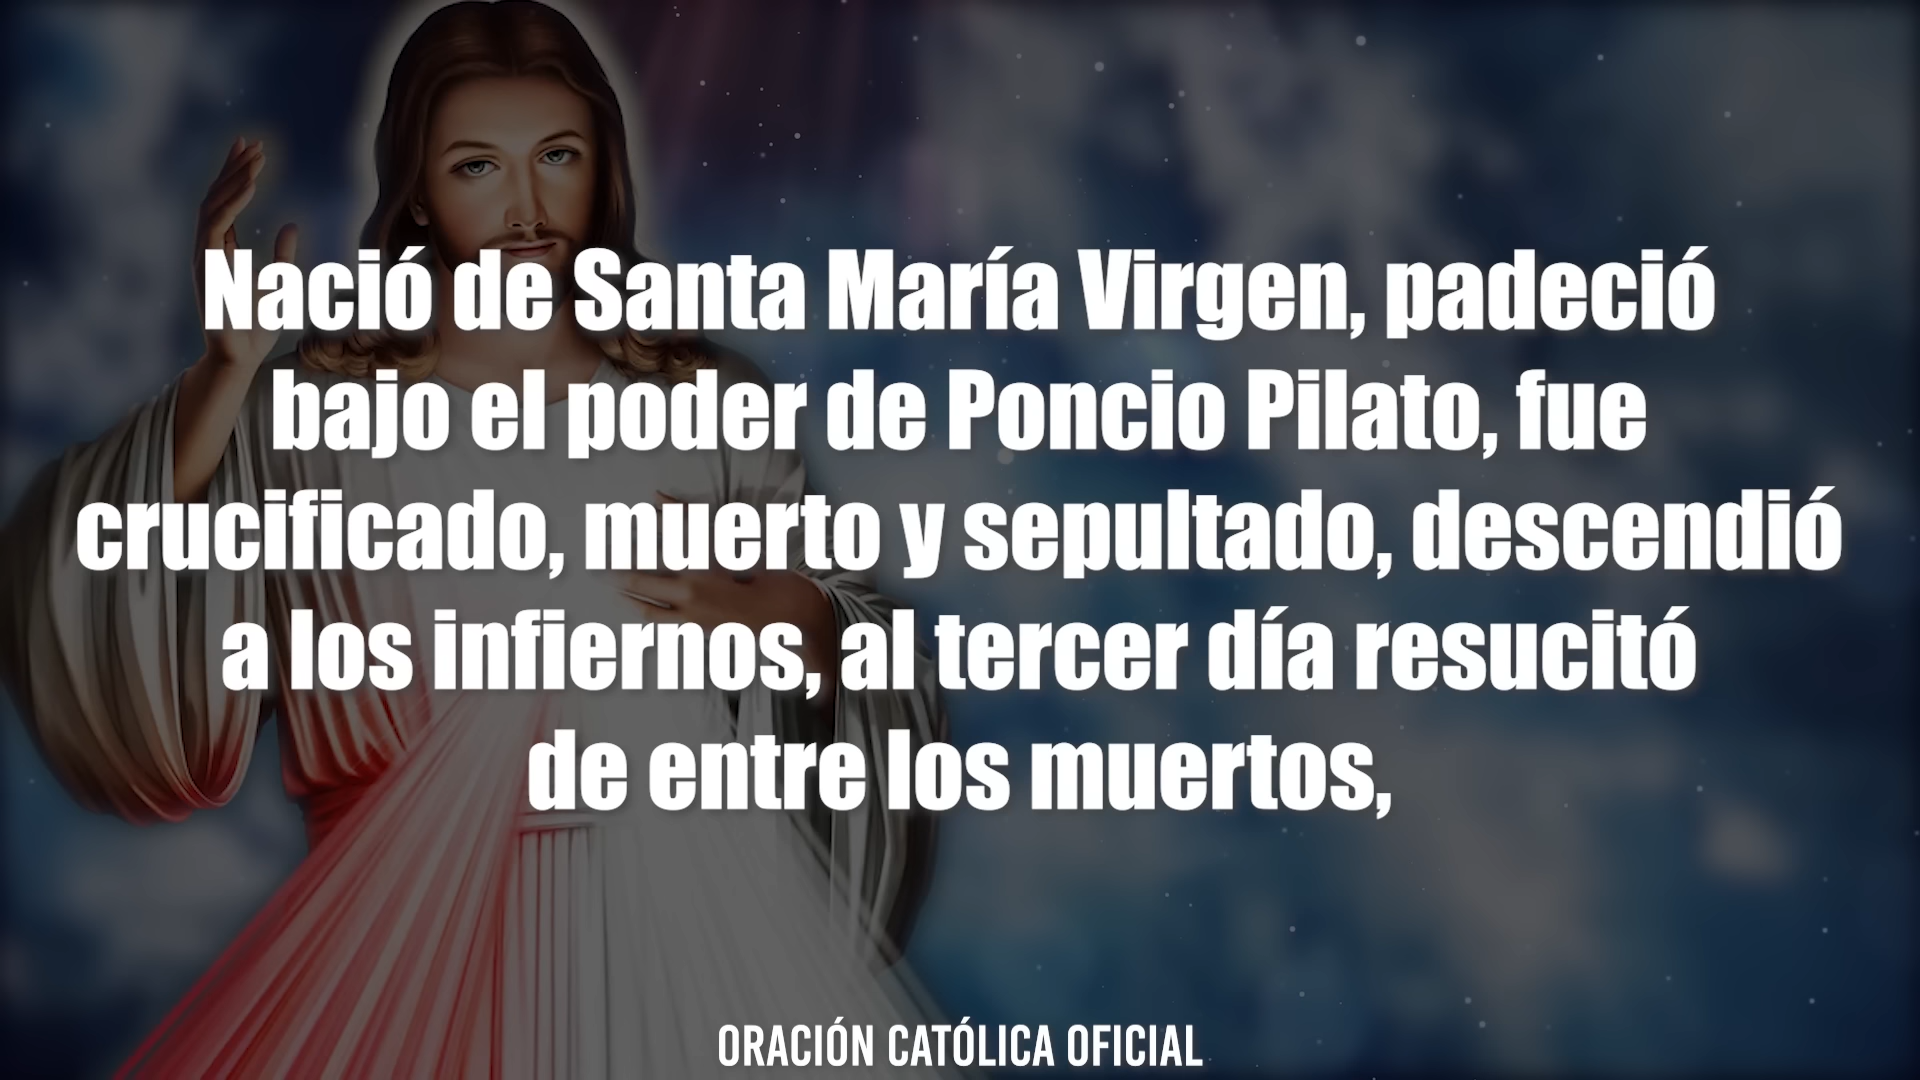 Nació de Santa María Virgen, padeció
bajo el poder de Poncio Pilato, fue
crucificado, muerto y sepultado, descendió
a los infiernos, al tercer día resucitó
de entre los muertos,
ORACIÓN CATÓLICA OFICIAL